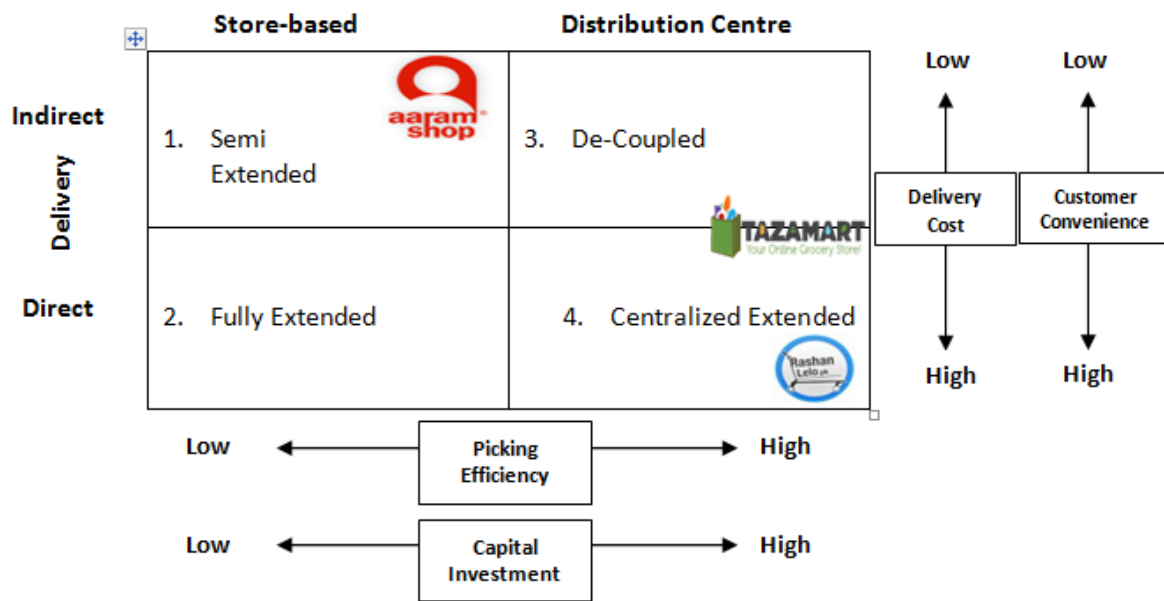 Store-based
Distribution Centre
Indirect
Delivery
Direct
1. Semi
Extended
aaram
shop
3. De-Coupled
TAZAMART
Your Online Grocery Store!
2. Fully Extended
4. Centralized Extended
Rashan
Lelo.pk
Low
Low
Delivery
Cost
Customer
Convenience
High
High
Low
Picking
Efficiency
High
Low
Capital
Investment
High